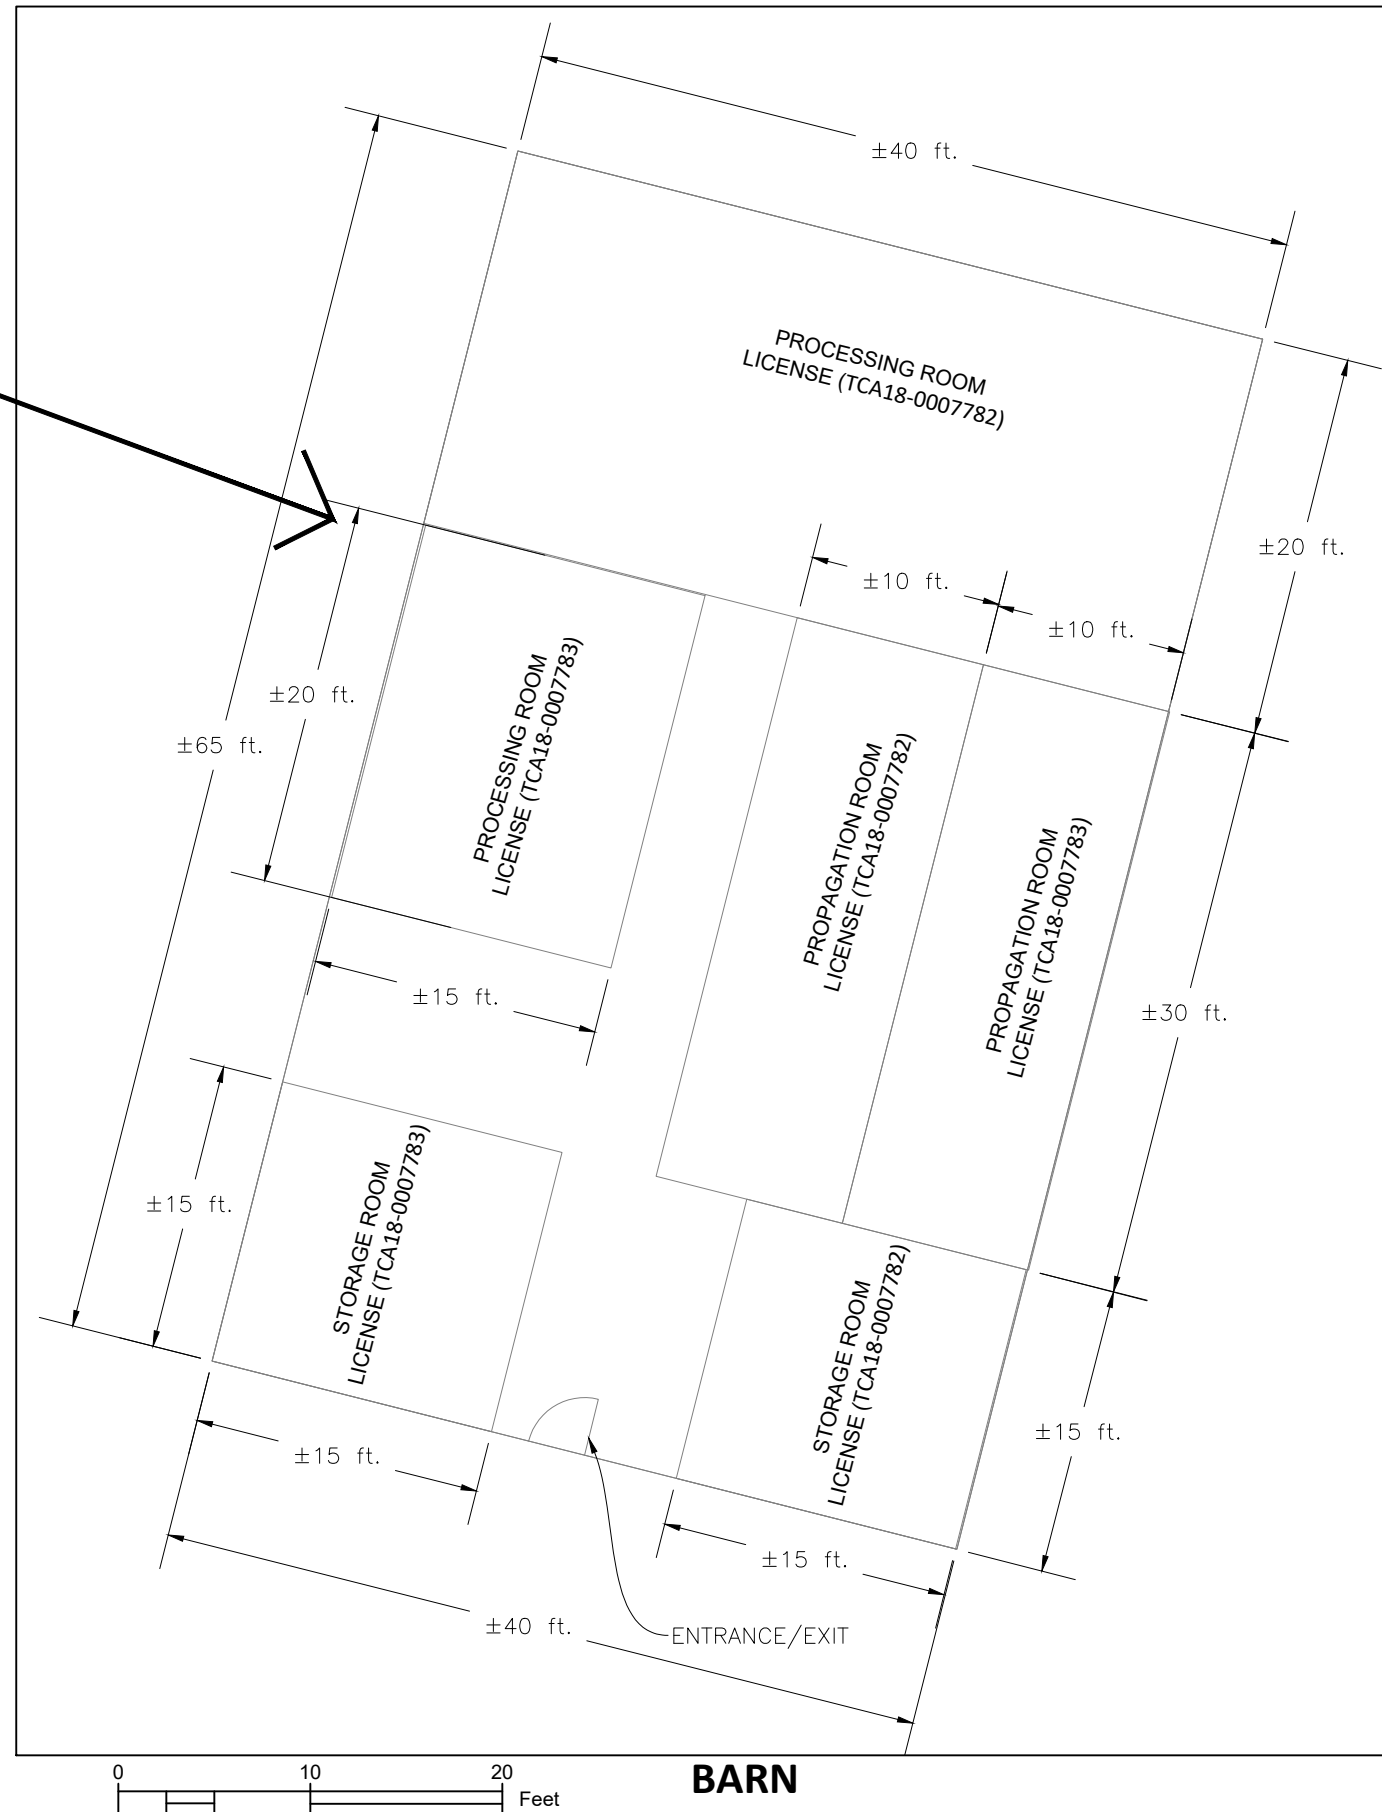 ±40 ft.
PROCESSING ROOM
LICENSE (TCA18-0007782)
±20 ft.
±10 ft.
±10 ft.
±20 ft.
±65 ft.
PROCESSING ROOM
LICENSE (TCA18-0007783)
PROPAGATION ROOM
LICENSE (TCA18-0007782)
PROPAGATION ROOM
LICENSE (TCA18-0007783)
±15 ft.
±30 ft.
±15 ft.
STORAGE ROOM
LICENSE (TCA18-0007783)
STORAGE ROOM
LICENSE (TCA18-0007782)
±15 ft.
±15 ft.
±15 ft.
±40 ft.
ENTRANCE/EXIT
0 10 20
Feet
BARN